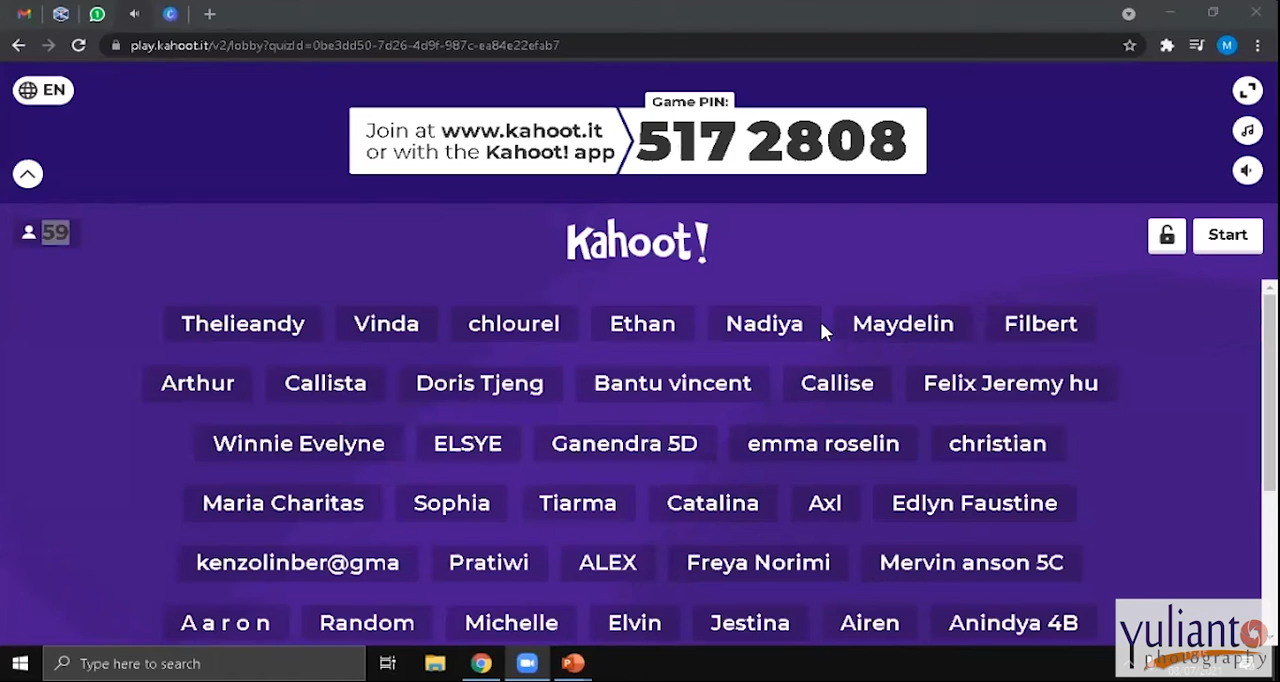 play.kahoot.it/v2/lobby?quizId=0be3dd50-7d26-4d9f-987c-ea84e22efab7
M
EN
Game PIN:
Join at www.kahoot.it
or with the Kahoot! app
517 2808
59
Kahoot!
Start
Thelieandy Vinda chlourel Ethan Nadiya Maydelin Filbert
Arthur Callista Doris Tjeng Bantu vincent Callise Felix Jeremy hu
Winnie Evelyne ELSYE Ganendra 5D emma roselin christian
Maria Charitas Sophia Tiarma Catalina Axl Edlyn Faustine
kenzolinber@gma Pratiwi ALEX Freya Norimi Mervin anson 5C
A a r o n Random Michelle Elvin Jestina Airen Anindya 4B
Type here to search
yulianto
photography